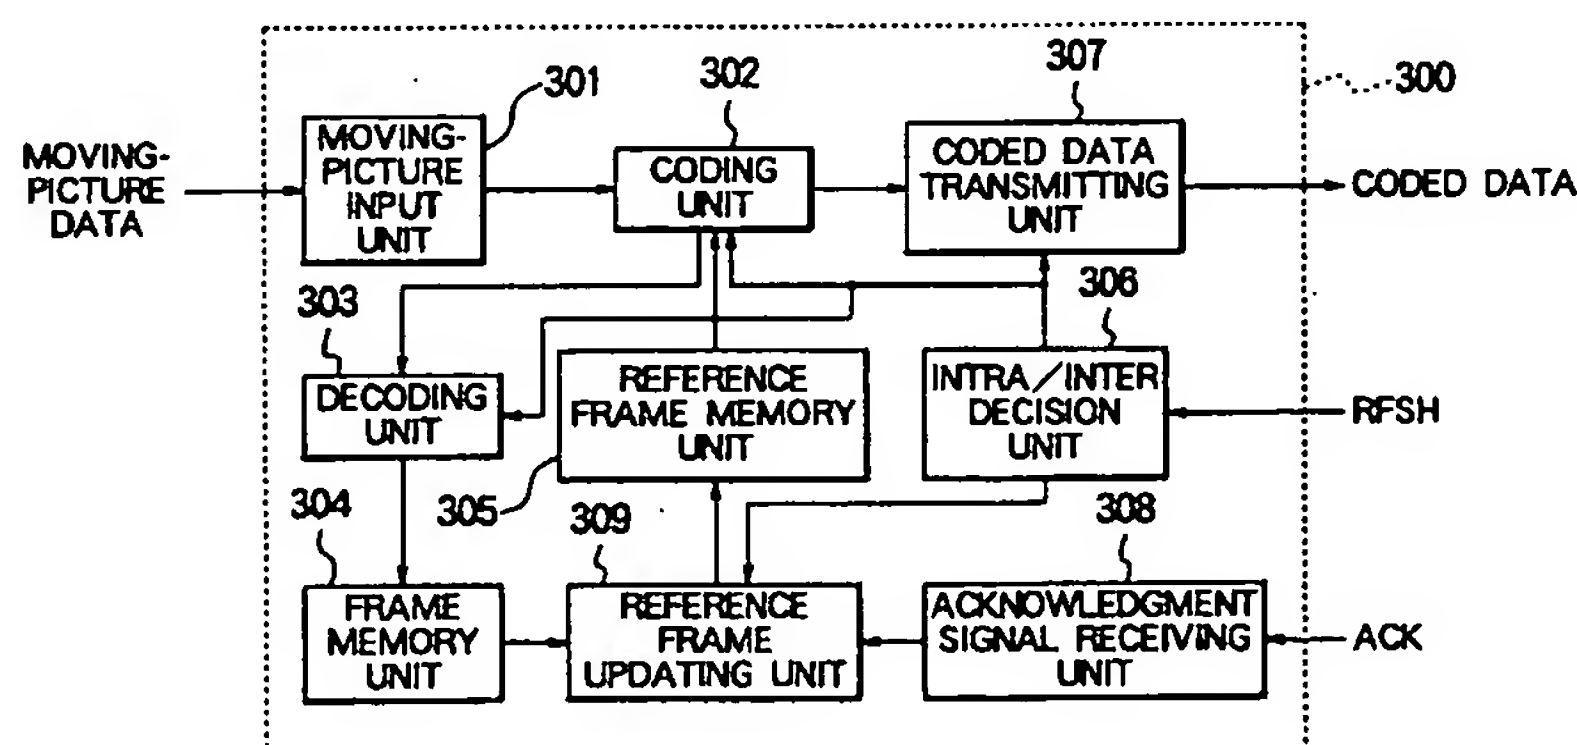 307
302
301
300
MOVING-
PICTURE
DATA
MOVING-
PICTURE
INPUT
UNIT
CODING
UNIT
CODED DATA
TRANSMITTING
UNIT
CODED DATA
303
306
DECODING
UNIT
REFERENCE
FRAME MEMORY
UNIT
INTRA/INTER
DECISION
UNIT
RFSH
304
305
309
308
FRAME
MEMORY
UNIT
REFERENCE
FRAME
UPDATING UNIT
ACKNOWLEDGMENT
SIGNAL RECEIVING
UNIT
ACK